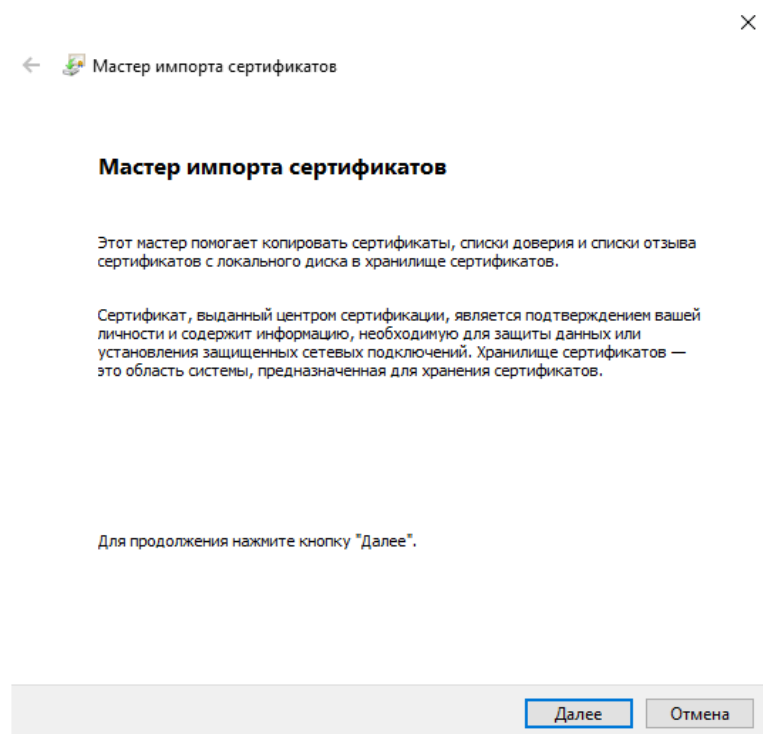 Мастер импорта сертификатов
Мастер импорта сертификатов
Этот мастер помогает копировать сертификаты, списки доверия и списки отзыва
сертификатов с локального диска в хранилище сертификатов.
Сертификат, выданный центром сертификации, является подтверждением вашей
личности и содержит информацию, необходимую для защиты данных или
установления защищенных сетевых подключений. Хранилище сертификатов —
это область системы, предназначенная для хранения сертификатов.
Для продолжения нажмите кнопку "Далее".
Далее
Отмена